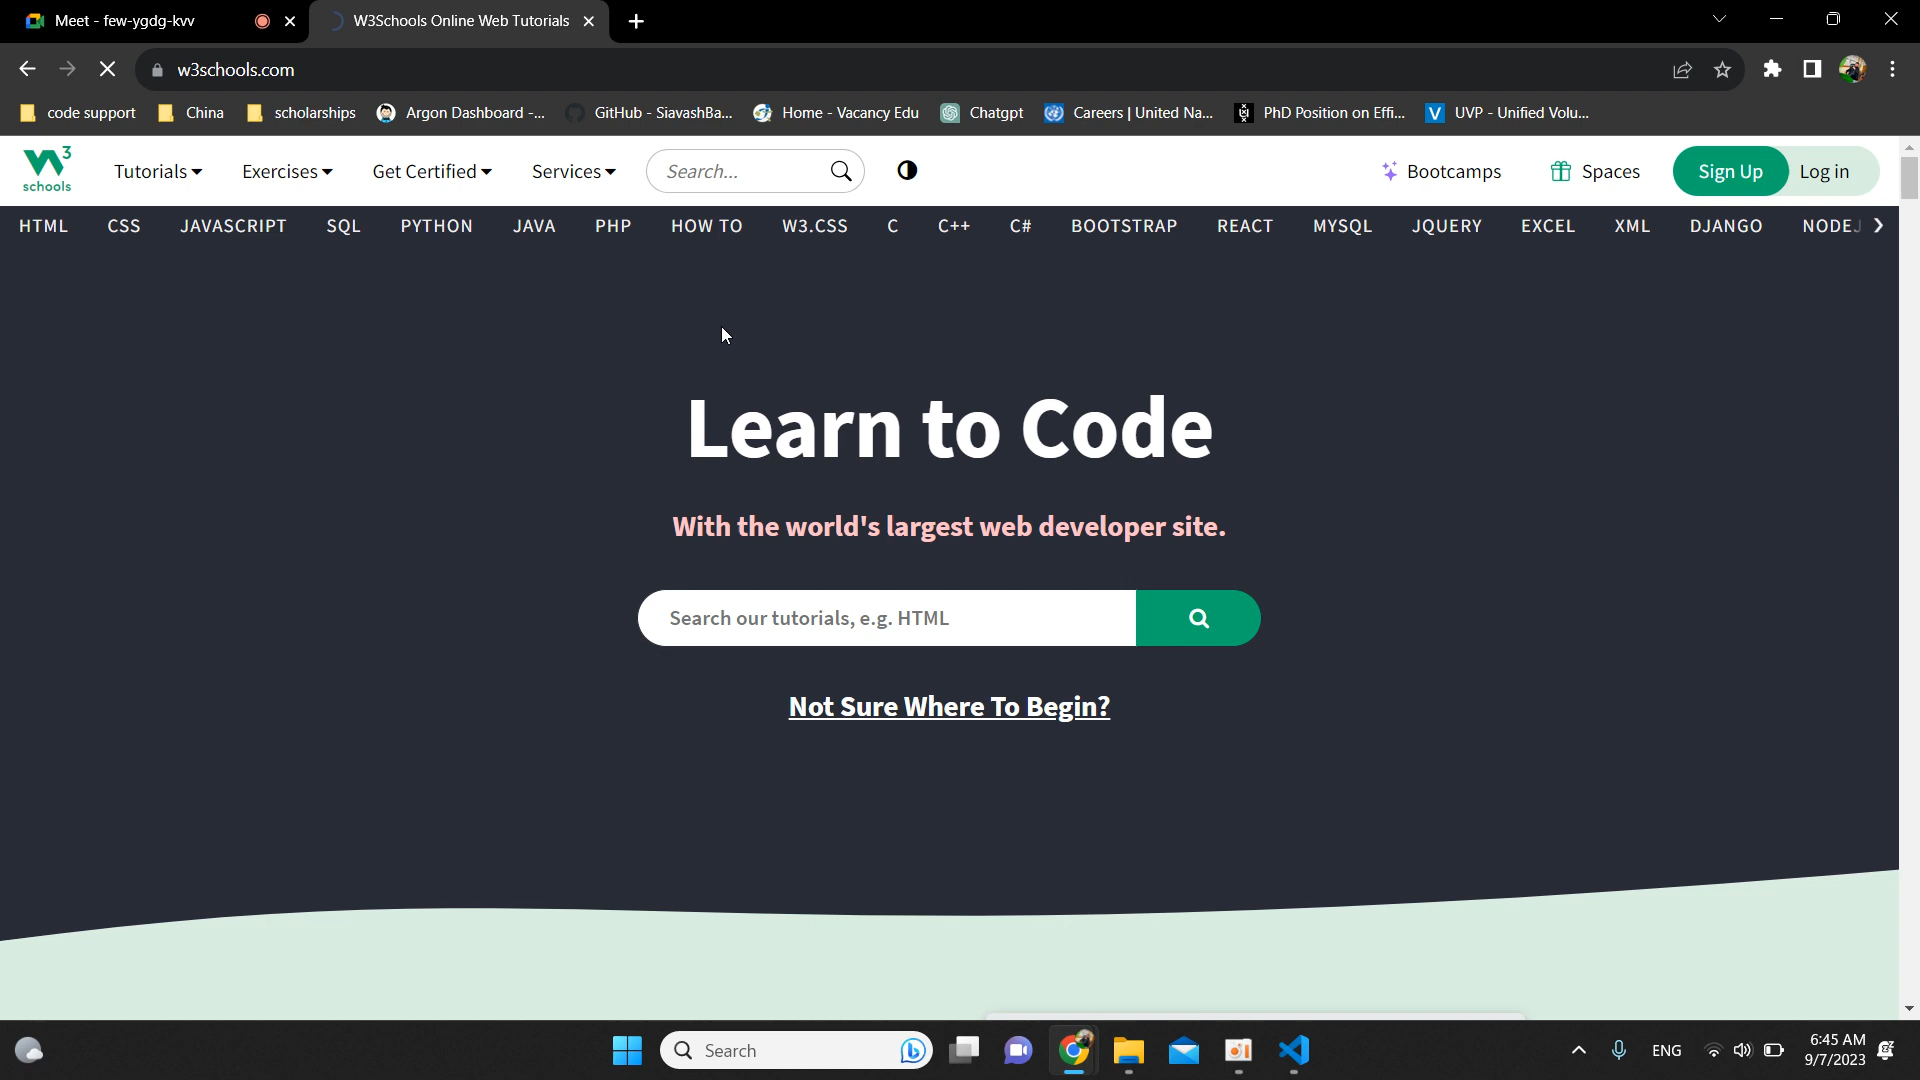 Meet - few-ygdg-kvv
W3Schools Online Web Tutorials
w3schools.com
code support
China
scholarships
Argon Dashboard -...
GitHub - SiavashBa...
Home - Vacancy Edu
Chatgpt
Careers | United Na...
PhD Position on Effi...
V UVP - Unified Volu...
W3 schools
Tutorials
Exercises
Get Certified
Services
Search...
Bootcamps
Spaces
Sign Up
Log in
HTML CSS JAVASCRIPT SQL PYTHON JAVA PHP HOW TO W3.CSS C C++ C# BOOTSTRAP REACT MYSQL JQUERY EXCEL XML DJANGO NODEJ
Learn to Code
With the world's largest web developer site.
Search our tutorials, e.g. HTML
Not Sure Where To Begin?
Search
ENG
6:45 AM
9/7/2023